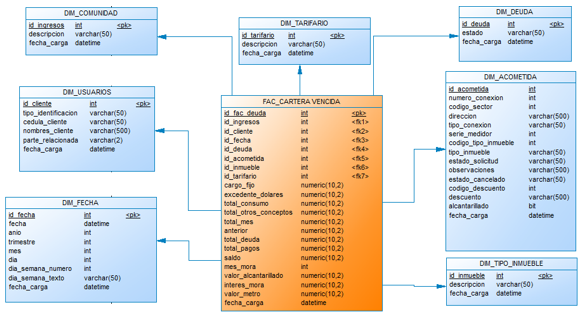 DIM_COMUNIDAD
id_ingresos int <pk>
descripcion varchar(50)
fecha_carga datetime
DIM_TARIFARIO
id_tarifario int <pk>
descripcion varchar(50)
fecha_carga datetime
DIM_DEUDA
id_deuda int <pk>
estado varchar(50)
fecha_carga datetime
DIM_USUARIOS
id_cliente int <pk>
tipo_identificacion varchar(50)
cedula_cliente varchar(50)
nombres_cliente varchar(500)
parte_relacionada varchar(2)
fecha_carga datetime
FAC_CARTERA VENCIDA
id_fac_deuda int <pk>
id_ingresos int <fk1>
id_cliente int <fk2>
id_fecha int <fk3>
id_deuda int <fk4>
id_acometida int <fk5>
id_inmueble int <fk6>
id_tarifario int <fk7>
cargo_fijo numeric(10,2)
excedente_dolares numeric(10,2)
total_consumo numeric(10,2)
total_otros_conceptos numeric(10,2)
total_mes numeric(10,2)
anterior numeric(10,2)
total_deuda numeric(10,2)
total_pagos numeric(10,2)
saldo numeric(10,2)
mes_mora int
valor_alcantarillado numeric(10,2)
interes_mora numeric(10,2)
valor_metro numeric(10,2)
fecha_carga datetime
DIM_ACOMETIDA
id_acometida int <pk>
numero_conexion int
codigo_sector int
direccion varchar(500)
tipo_conexion varchar(50)
serie_medidor int
codigo_tipo_inmueble int
tipo_inmueble varchar(50)
estado_solicitud varchar(50)
observaciones varchar(500)
estado_cancelado varchar(50)
codigo_descuento int
descuento varchar(500)
alcantarillado bit
fecha_carga datetime
DIM_FECHA
id_fecha int <pk>
fecha datetime
anio int
trimestre int
mes int
dia int
dia_semana_numero int
dia_semana_texto varchar(50)
fecha_carga datetime
DIM_TIPO_INMUEBLE
id_inmueble int <pk>
descripcion varchar(50)
fecha_carga datetime